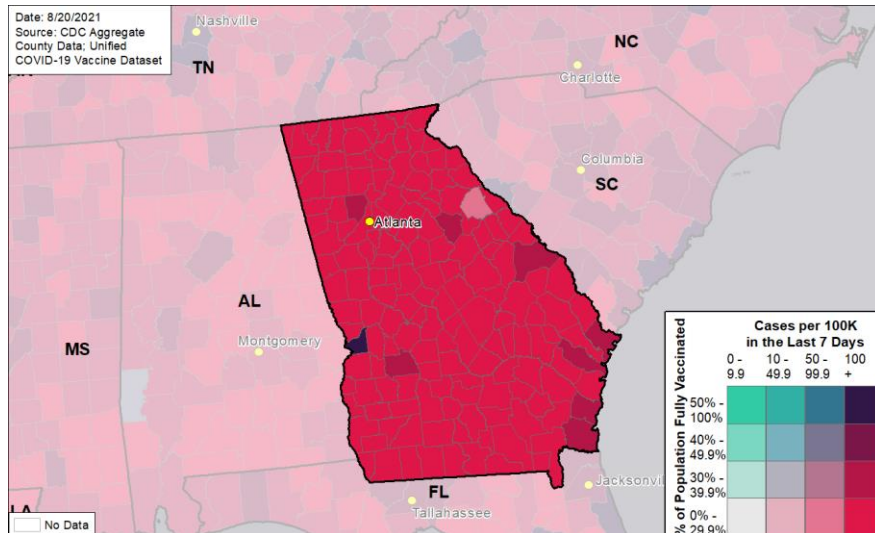 Date: 8/20/2021
Source: CDC Aggregate
County Data; Unified
COVID-19 Vaccine Dataset
Nashville
TN
NC
Charlotte
Columbia
SC
Atlanta
AL
Montgomery
MS
FL
Tallahassee
Jacksonvil
LA
No Data
Cases per 100K
in the Last 7 Days
0 - 9.9
10 - 49.9
50 - 99.9
100 +
% of Population Fully Vaccinated
50% - 100%
40% - 49.9%
30% - 39.9%
0% - 29.9%